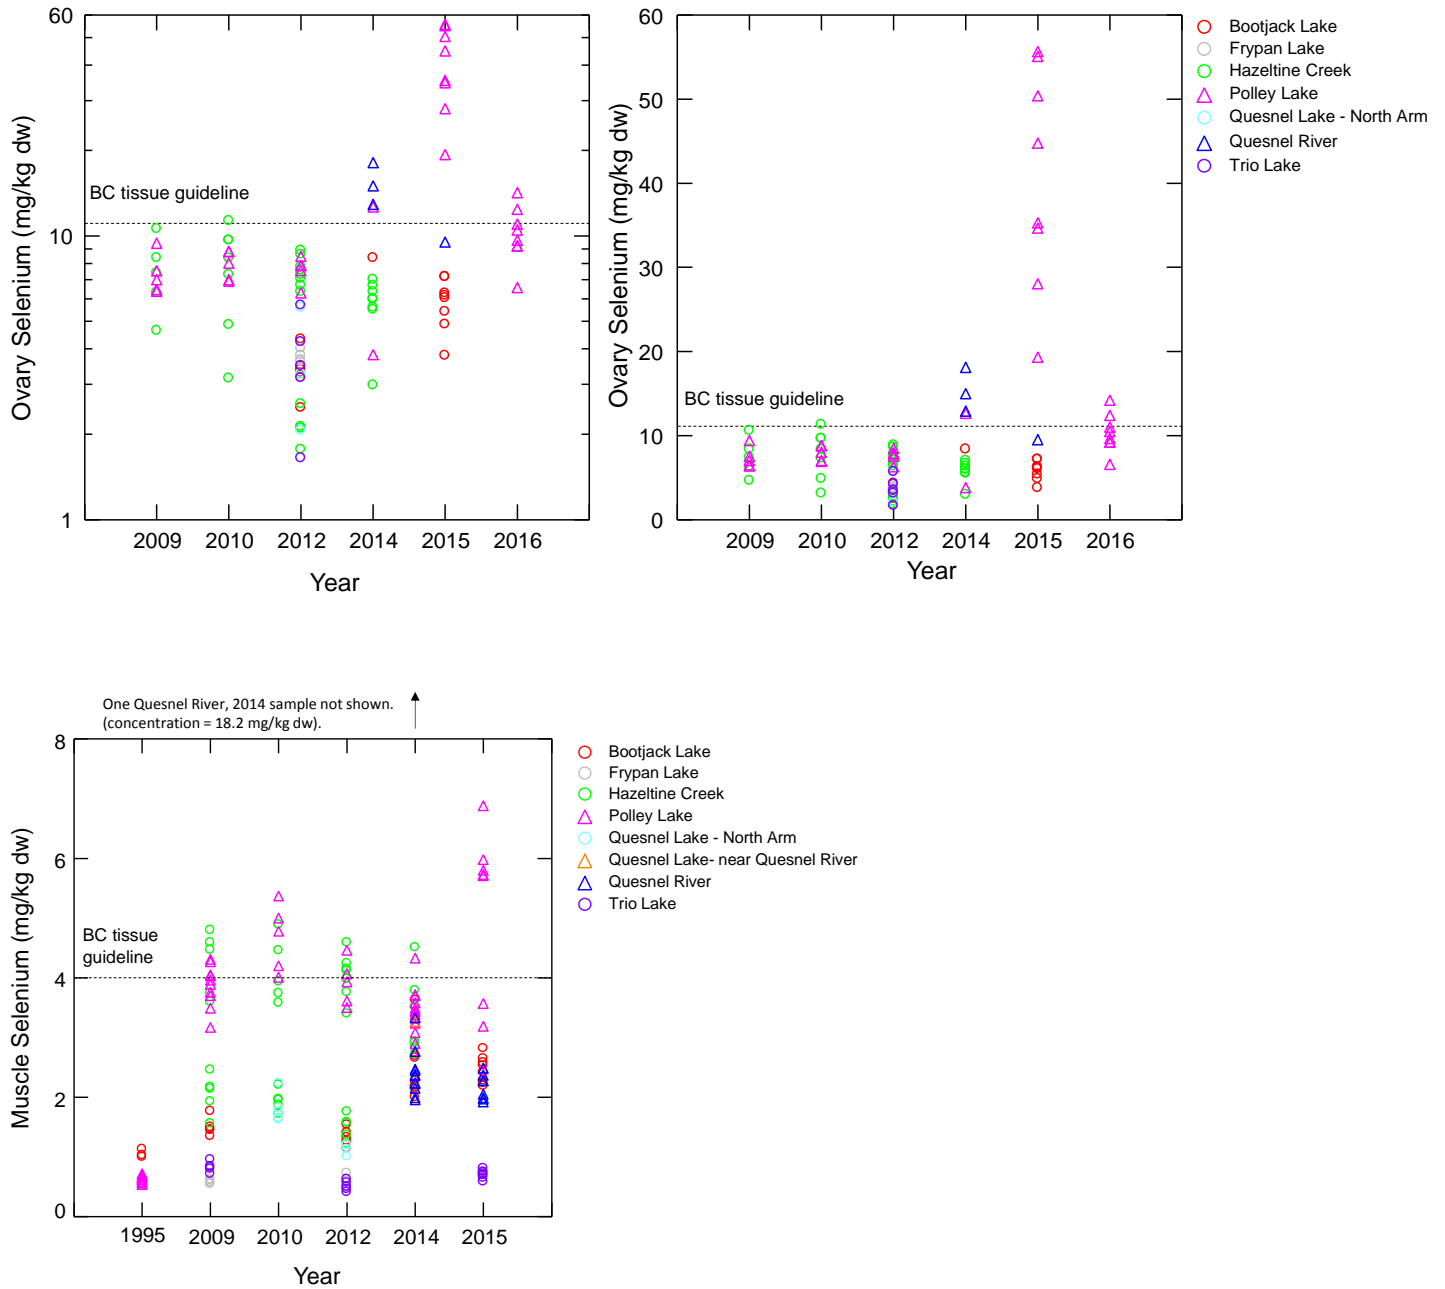 60
10
1
Ovary Selenium (mg/kg dw)
BC tissue guideline
2009 2010 2012 2014 2015 2016
Year
60
50
40
30
20
10
0
Ovary Selenium (mg/kg dw)
BC tissue guideline
2009 2010 2012 2014 2015 2016
Year
Bootjack Lake
Frypan Lake
Hazeltine Creek
Polley Lake
Quesnel Lake - North Arm
Quesnel River
Trio Lake
One Quesnel River, 2014 sample not shown.
(concentration = 18.2 mg/kg dw).
8
6
4
2
0
Muscle Selenium (mg/kg dw)
BC tissue
guideline
1995 2009 2010 2012 2014 2015
Year
Bootjack Lake
Frypan Lake
Hazeltine Creek
Polley Lake
Quesnel Lake - North Arm
Quesnel Lake- near Quesnel River
Quesnel River
Trio Lake